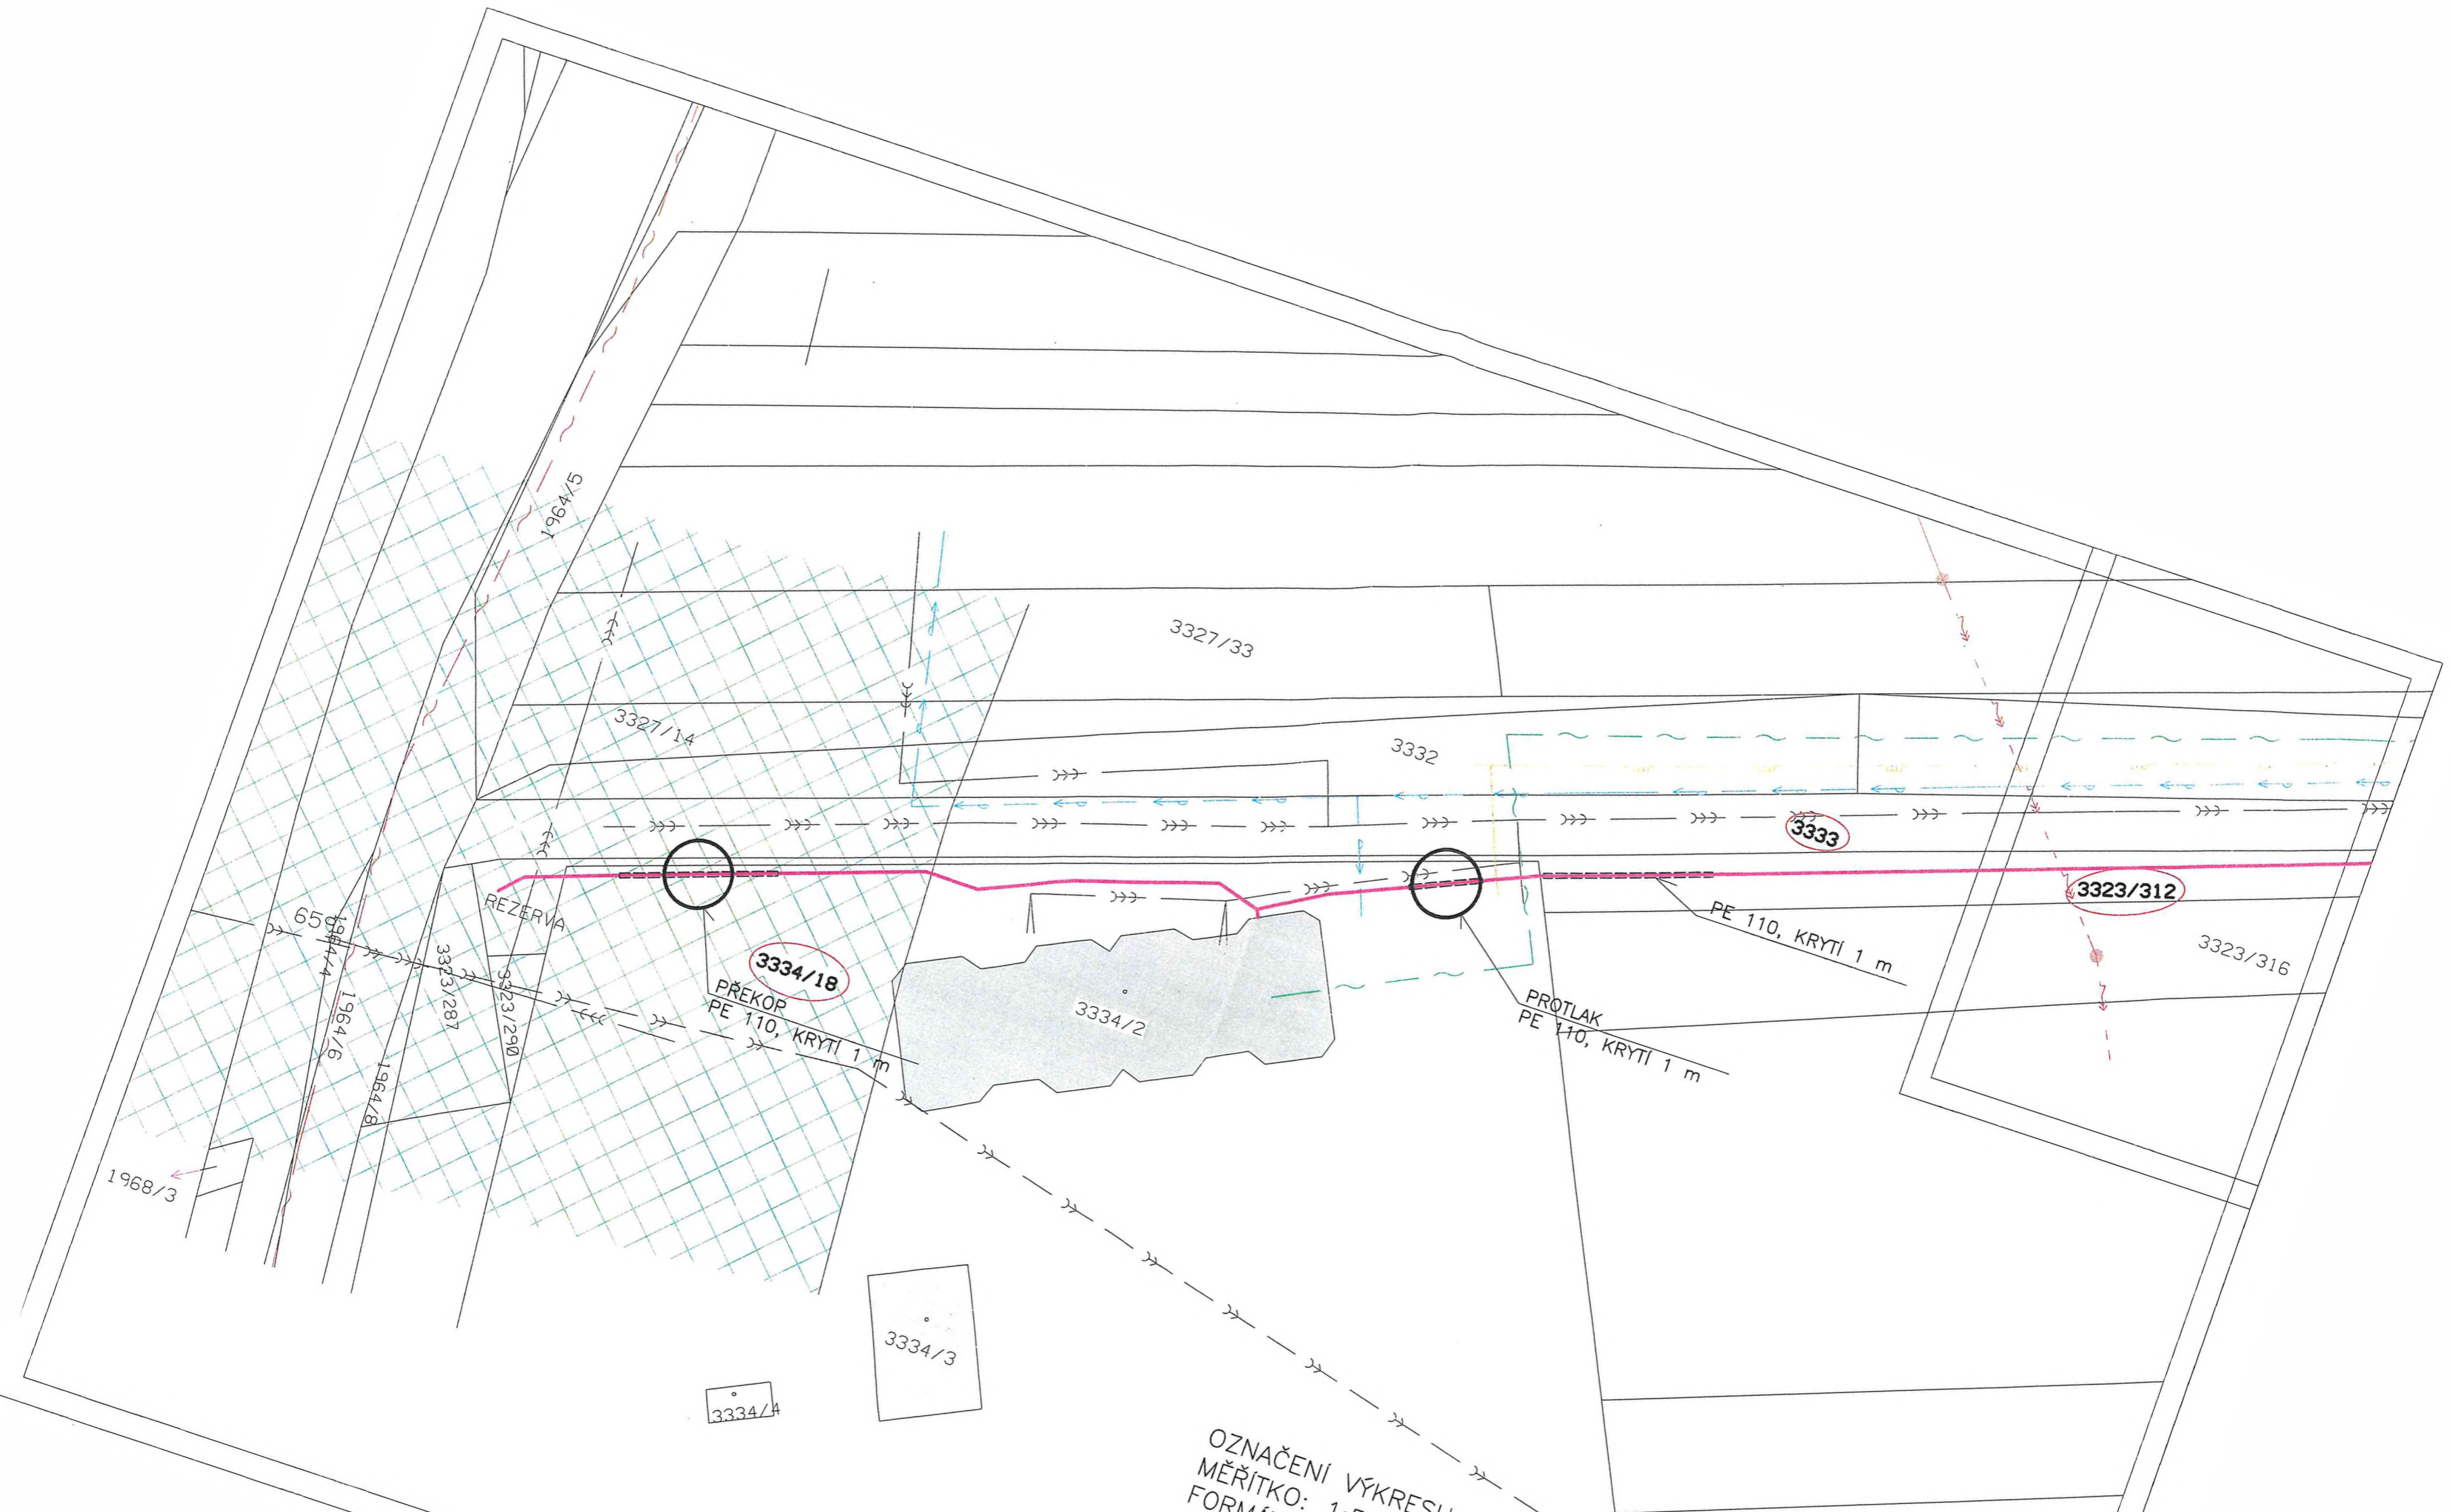 1964/5
3327/33
3327/14
3332
3333
3323/312
3323/316
REZERVA
1964/4
1964/6
1964/8
3323/287
3323/290
3334/18
PŘEKOP
PE 110, KRYTÍ 1 m
3334/2
PROTLAK
PE 110, KRYTÍ 1 m
PE 110, KRYTÍ 1 m
1968/3
3334/3
3334/4
OZNAČENÍ VÝKRESU
MĚŘÍTKO: